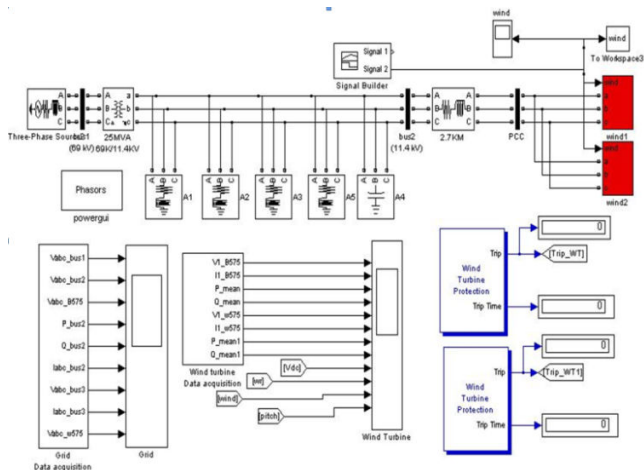 wind
wind
To Workspace3
Signal 1
Signal 2
Signal Builder
A
B
C
A
B
C
A
B
C
a
b
c
A
B
C
A
B
C
A
B
C
A
B
C
wind
a
b
c
wind1
Three-Phase Source
bus1
(69 kV)
25MVA
69K/11.4KV
bus2
(11.4 kV)
2.7KM
PCC
wind
a
b
c
wind2
A B C
A B C
A B C
A B C
A B C
A1
A2
A3
A5
A4
Phasors
powergui
Vabc_bus1
Vabc_bus2
Vabc_B575
P_bus2
Q_bus2
Iabc_bus2
Vabc_bus3
Iabc_bus3
Vabc_w575
Grid
Data acquisition
Grid
V1_B575
I1_B575
P_mean
Q_mean
V1_w575
I1_w575
P_mean1
Q_mean1
Wind turbine
Data acquisition
[Vdc]
[wr]
[wind]
[pitch]
Wind Turbine
Wind
Turbine
Protection
Trip
Trip Time
0
[Trip_WT]
0
Wind
Turbine
Protection
Trip
Trip Time
0
[Trip_WT1]
0